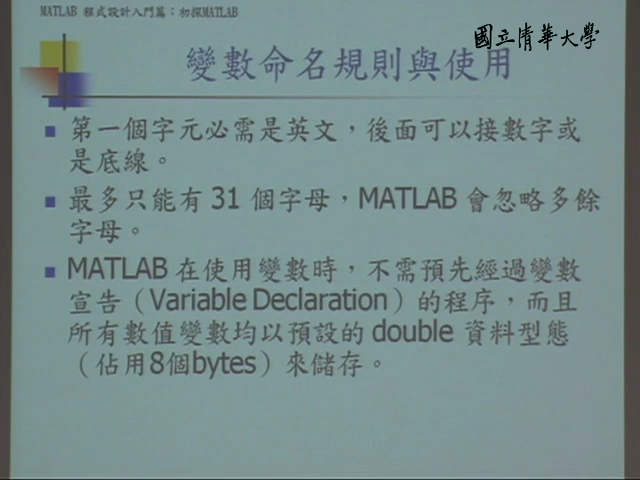 MATLAB 程式設計入門篇：初探MATLAB
國立清華大學
變數命名規則與使用
第一個字元必需是英文，後面可以接數字或
是底線。
最多只能有 31 個字母，MATLAB 會忽略多餘
字母。
MATLAB 在使用變數時，不需預先經過變數
宣告（Variable Declaration）的程序，而且
所有數值變數均以預設的 double 資料型態
（佔用8個bytes）來儲存。